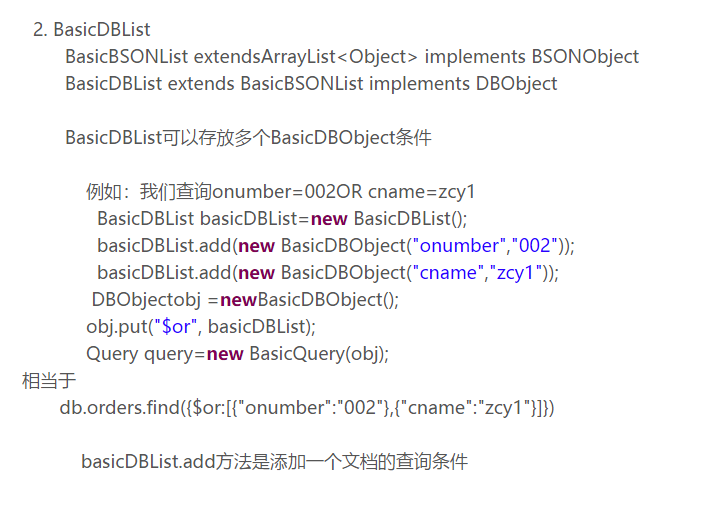 2. BasicDBList
BasicBSONList extendsArrayList<Object> implements BSONObject
BasicDBList extends BasicBSONList implements DBObject
BasicDBList可以存放多个BasicDBObject条件
例如：我们查询onumber=002OR cname=zcy1
BasicDBList basicDBList=new BasicDBList();
basicDBList.add(new BasicDBObject("onumber","002"));
basicDBList.add(new BasicDBObject("cname","zcy1"));
DBObjectobj =newBasicDBObject();
obj.put("$or", basicDBList);
Query query=new BasicQuery(obj);
相当于
db.orders.find({$or:[{"onumber":"002"},{"cname":"zcy1"}]})
basicDBList.add方法是添加一个文档的查询条件